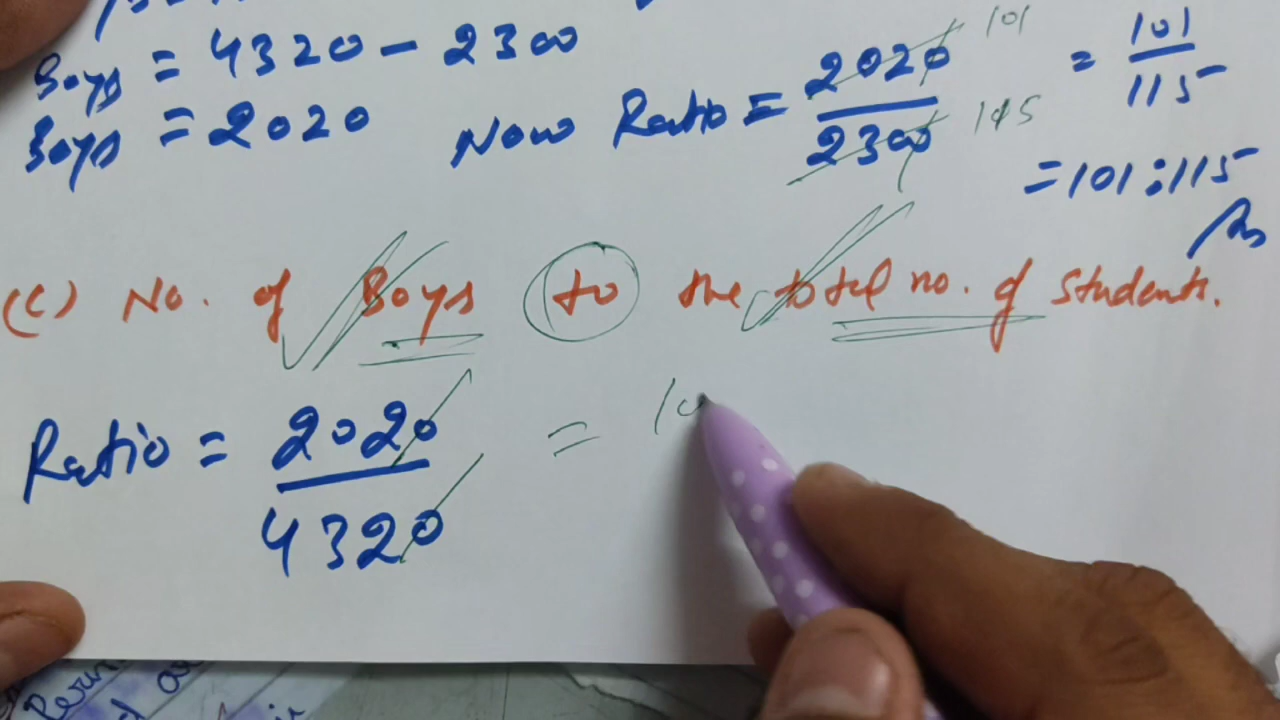 Boys = 4320 - 2300
Boys = 2020
Now Ratio = 2020/2300 101 115 = 101/115
= 101:115
Ans
(C) No. of Boys to the total no. of students.
Ratio = 2020/4320 = 10